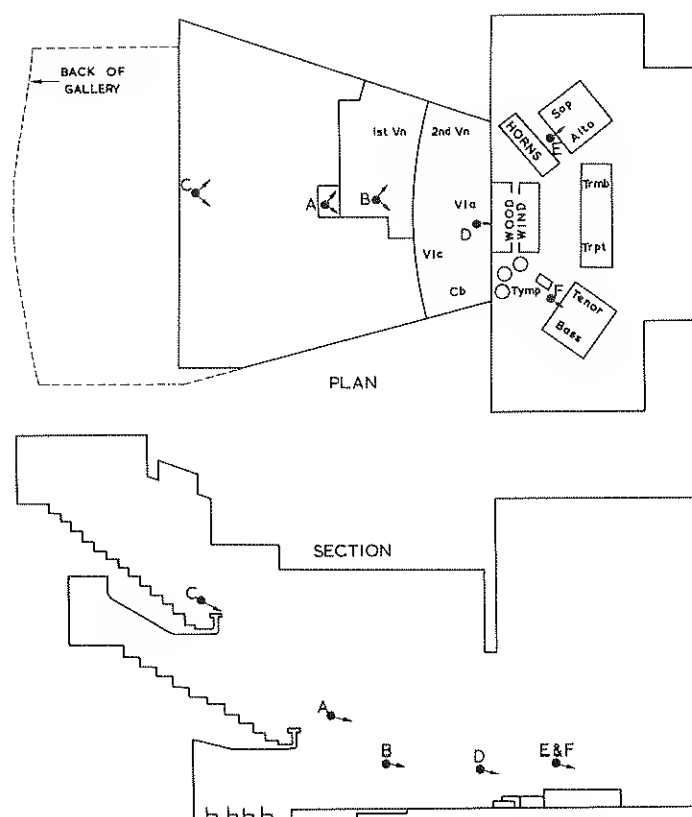 BACK OF
GALLERY
Sop
Alto
HORNS
E
1st Vn
2nd Vn
C
A
B
Vla
D
WOOD
WIND
Trmb
Trpt
Vlc
Cb
Tymp
F
Tenor
Bass
PLAN
SECTION
C
A
B
D
E&F